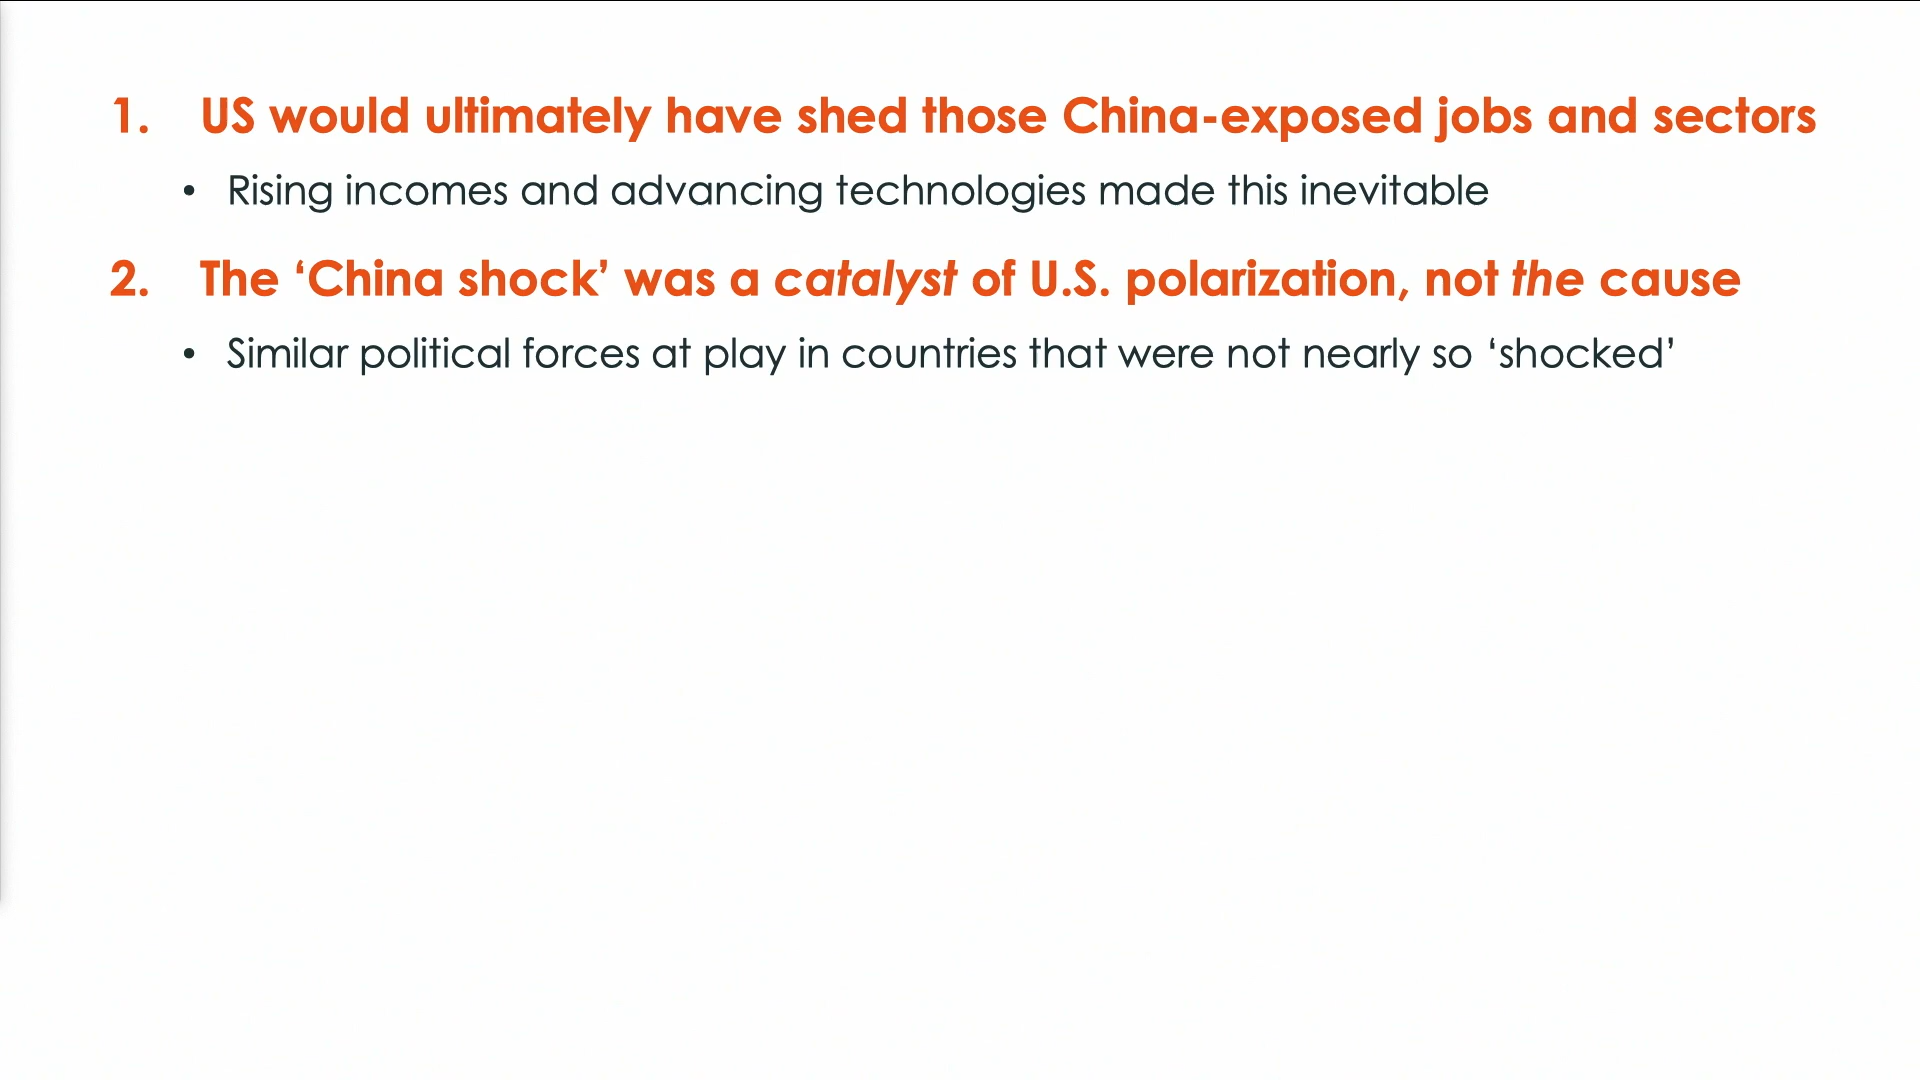 1. US would ultimately have shed those China-exposed jobs and sectors
• Rising incomes and advancing technologies made this inevitable
2. The ‘China shock’ was a catalyst of U.S. polarization, not the cause
• Similar political forces at play in countries that were not nearly so ‘shocked’